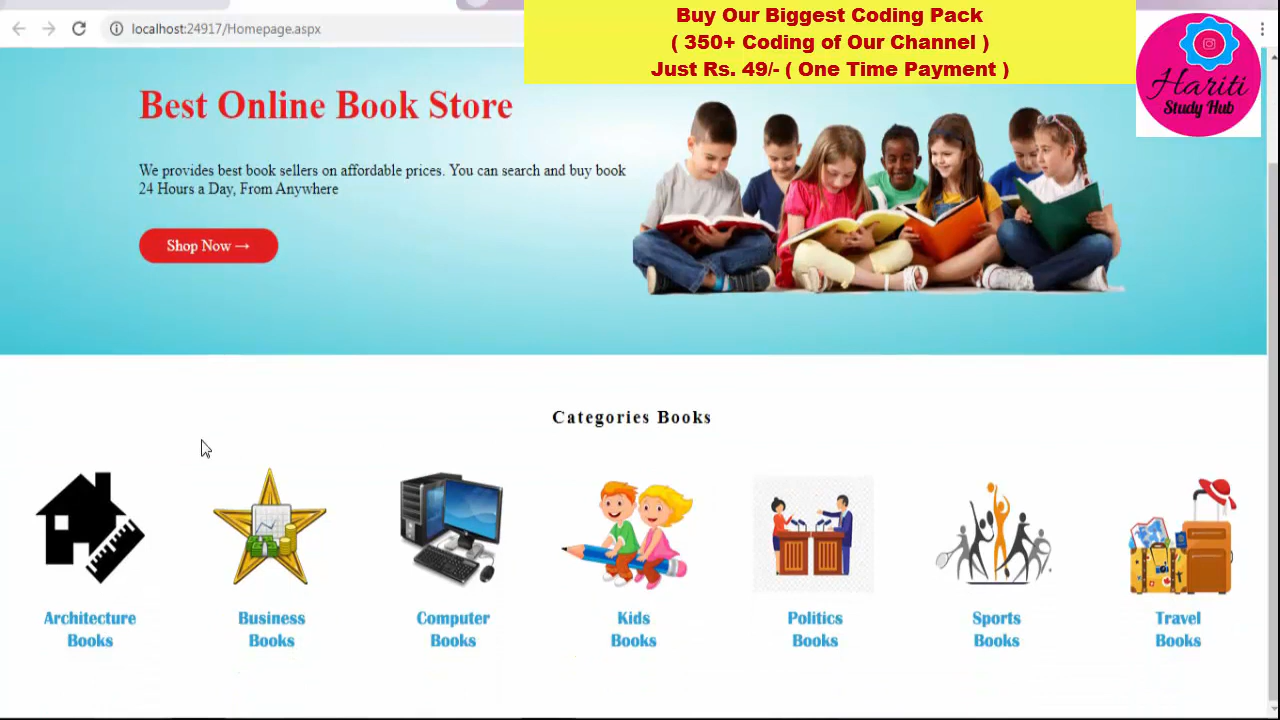 localhost:24917/Homepage.aspx
Buy Our Biggest Coding Pack
( 350+ Coding of Our Channel )
Just Rs. 49/- ( One Time Payment )
Hariti
Study Hub
Best Online Book Store
We provides best book sellers on affordable prices. You can search and buy book
24 Hours a Day, From Anywhere
Shop Now →
Categories Books
Architecture
Books
Business
Books
Computer
Books
Kids
Books
Politics
Books
Sports
Books
Travel
Books